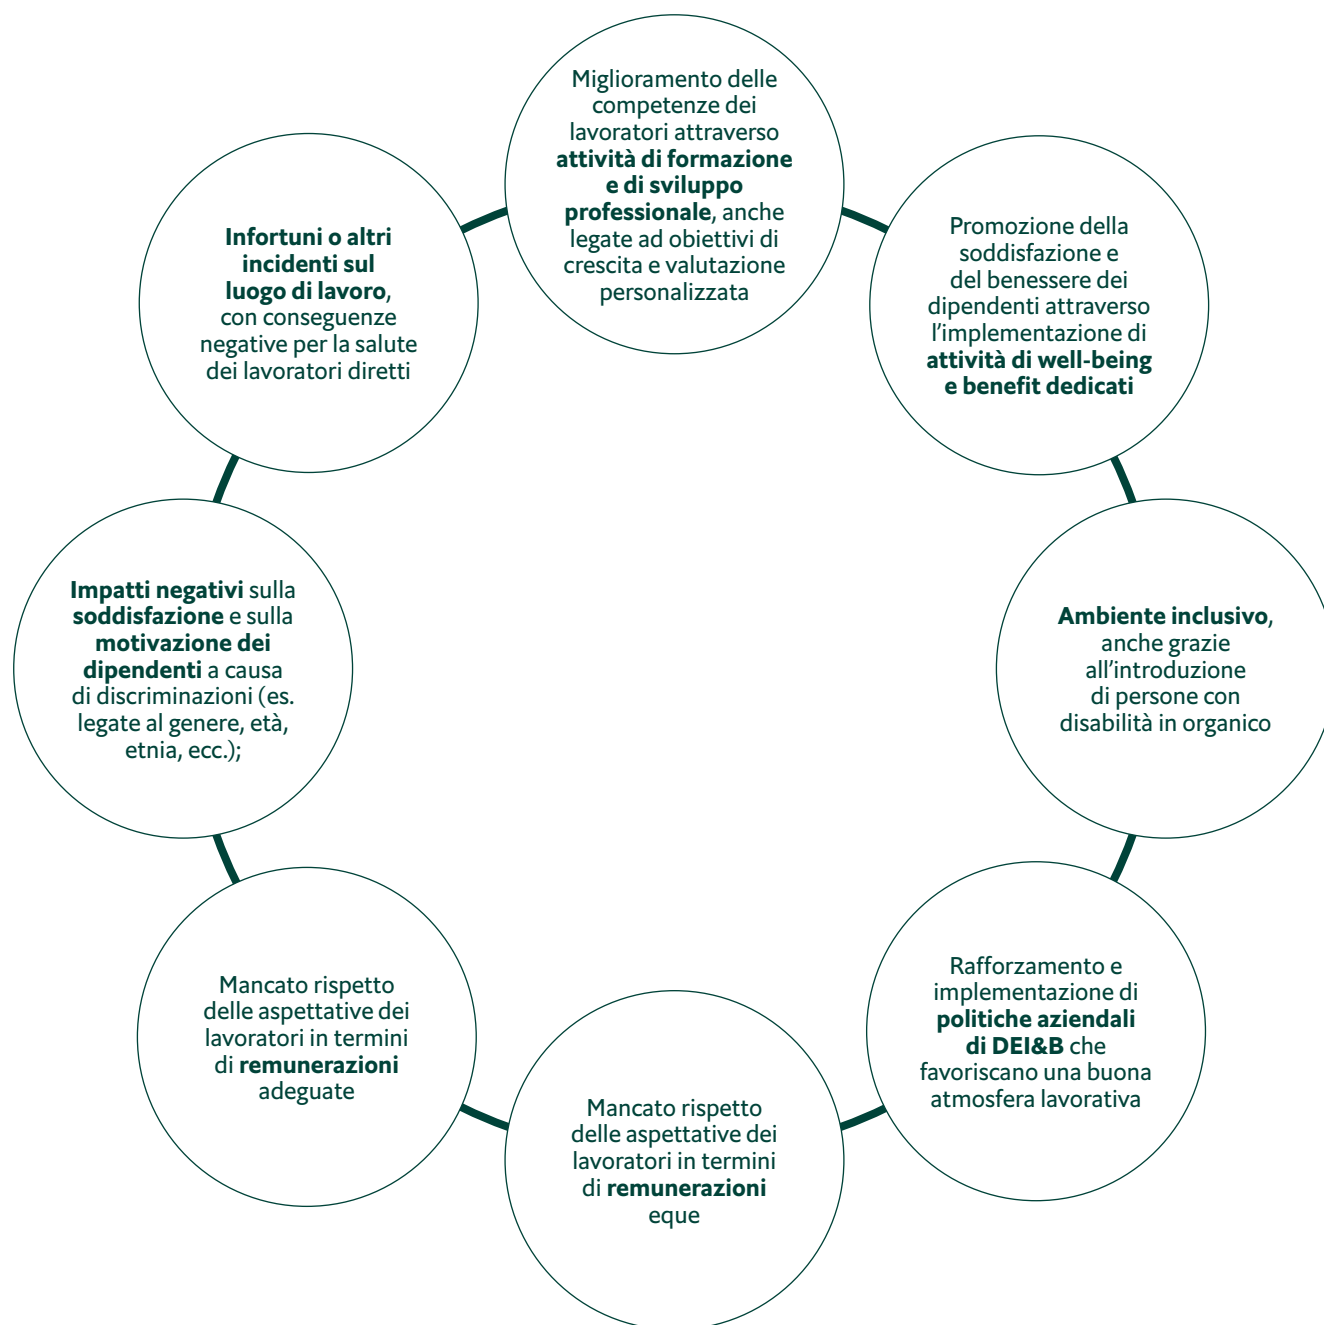 Miglioramento delle
competenze dei
lavoratori attraverso
attività di formazione
e di sviluppo
professionale, anche
legate ad obiettivi di
crescita e valutazione
personalizzata
Promozione della
soddisfazione e
del benessere dei
dipendenti attraverso
l'implementazione di
attività di well-being
e benefit dedicati
Ambiente inclusivo,
anche grazie
all'introduzione
di persone con
disabilità in organico
Rafforzamento e
implementazione di
politiche aziendali
di DEI&B che
favoriscano una buona
atmosfera lavorativa
Mancato rispetto
delle aspettative dei
lavoratori in termini
di remunerazioni
eque
Mancato rispetto
delle aspettative dei
lavoratori in termini
di remunerazioni
adeguate
Impatti negativi sulla
soddisfazione e sulla
motivazione dei
dipendenti a causa
di discriminazioni (es.
legate al genere, età,
etnia, ecc.);
Infortuni o altri
incidenti sul
luogo di lavoro,
con conseguenze
negative per la salute
dei lavoratori diretti